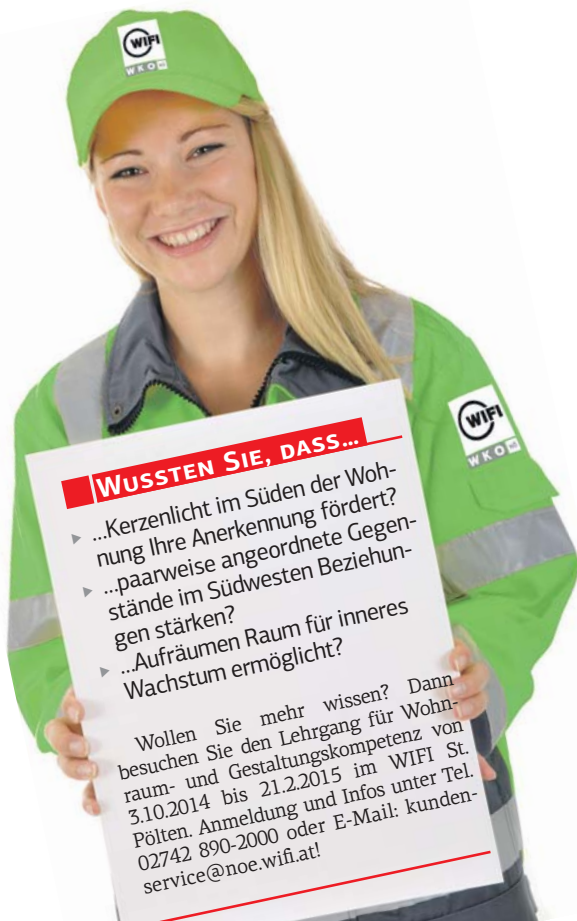 WIFI
WKO NÖ
WIFI
WKO NÖ
WUSSTEN SIE, DASS...
...Kerzenlicht im Süden der Woh-
nung Ihre Anerkennung fördert?
...paarweise angeordnete Gegen-
stände im Südwesten Beziehun-
gen stärken?
...Aufräumen Raum für inneres
Wachstum ermöglicht?
Wollen Sie mehr wissen? Dann
besuchen Sie den Lehrgang für Wohn-
raum- und Gestaltungskompetenz von
3.10.2014 bis 21.2.2015 im WIFI St.
Pölten. Anmeldung und Infos unter Tel.
02742 890-2000 oder E-Mail: kunden-
service@noe.wifi.at!